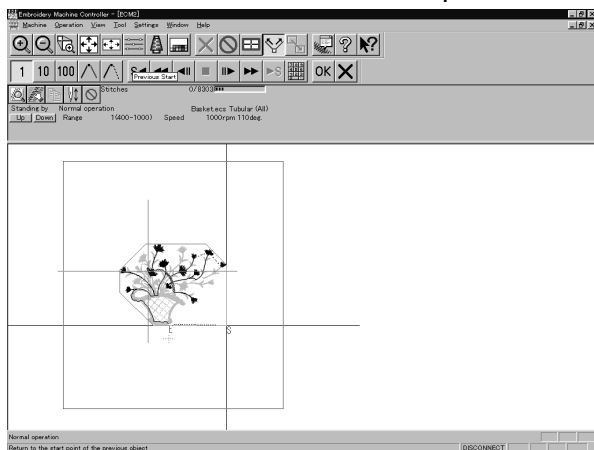 Embroidery Machine Controller - [ECM2]
Machine Operation View Tool Settings Window Help
1 10 100 S OK
Previous Start
Stitches 0/8303
Standing by Normal operation Basket.ecs Tubular (All)
Up Down Range 1(400-1000) Speed 1000rpm 110deg.
E S
Normal operation
Return to the start point of the previous object DISCONNECT